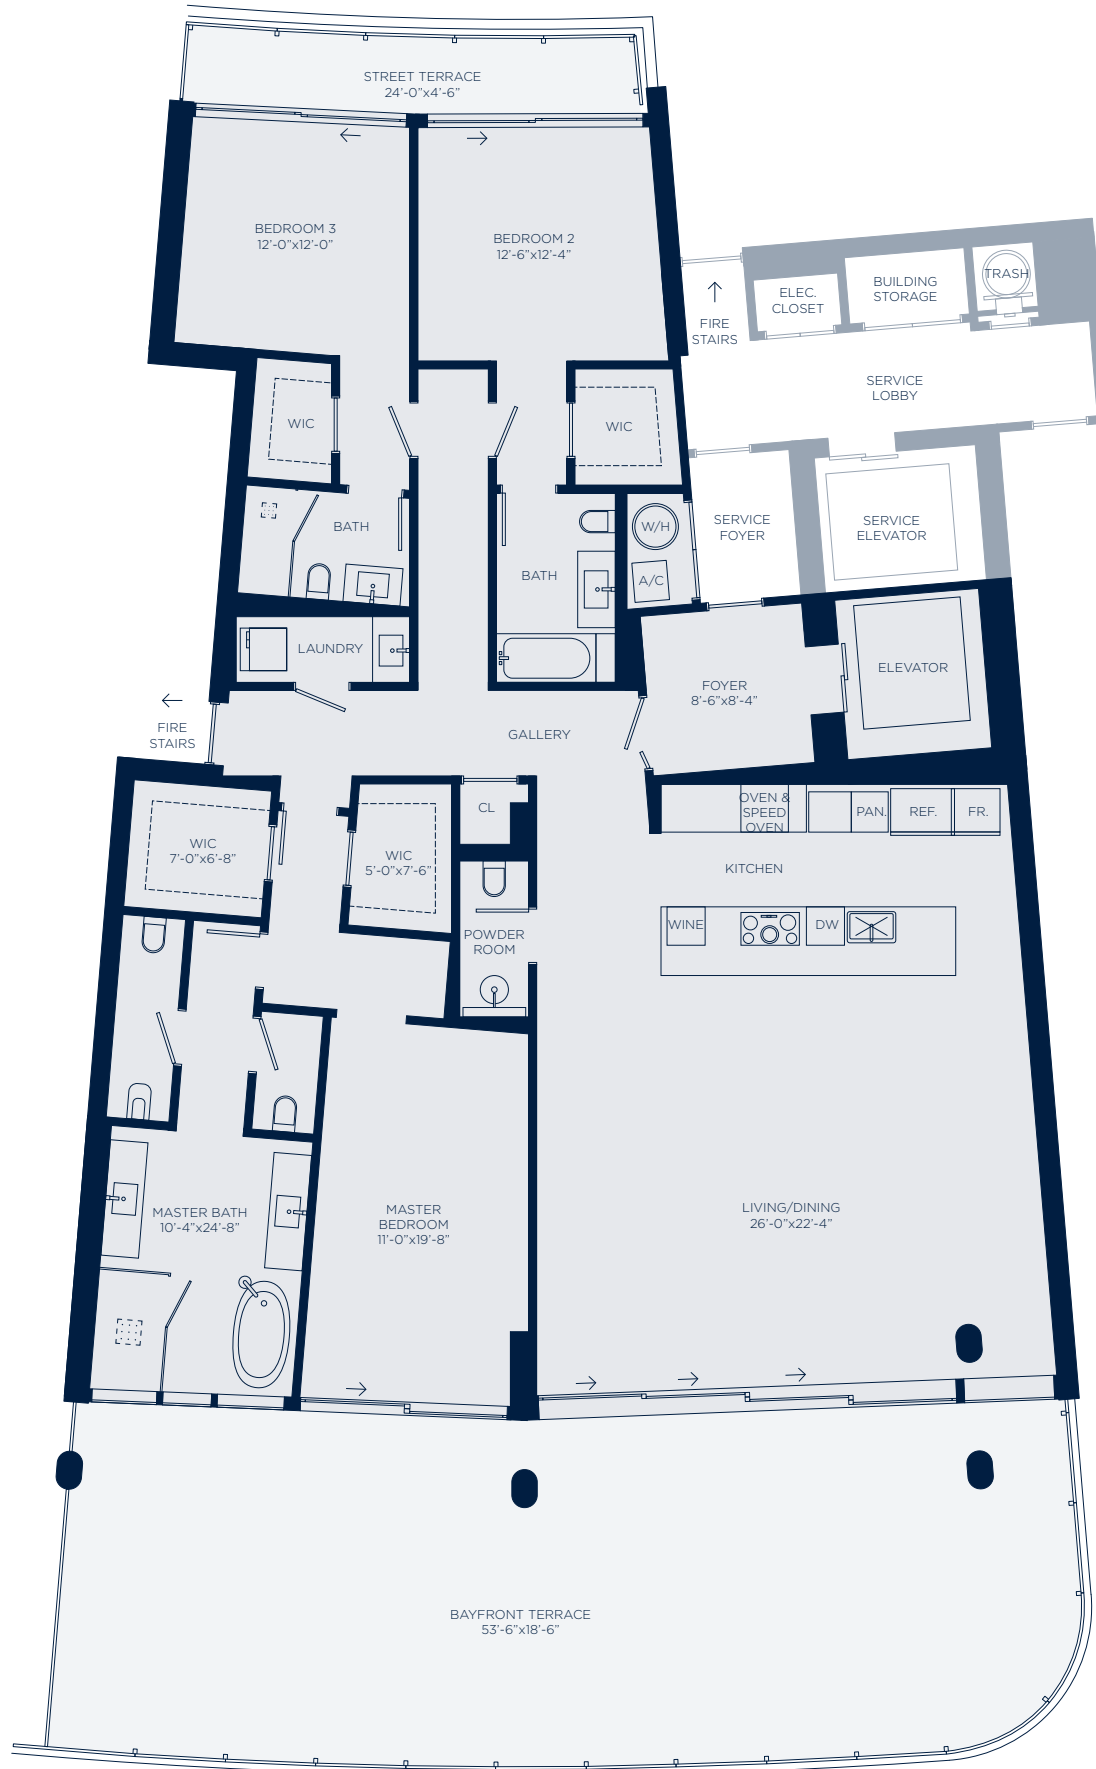 STREET TERRACE
24'-0"x4'-6"
BEDROOM 3
12'-0"x12'-0"
BEDROOM 2
12'-6"x12'-4"
ELEC.
CLOSET
BUILDING
STORAGE
TRASH
FIRE
STAIRS
SERVICE
LOBBY
WIC
WIC
BATH
W/H
SERVICE
FOYER
SERVICE
ELEVATOR
BATH
A/C
LAUNDRY
FOYER
8'-6"x8'-4"
ELEVATOR
FIRE
STAIRS
GALLERY
CL
OVEN &
SPEED
OVEN
PAN.
REF.
FR.
WIC
7'-0"x6'-8"
WIC
5'-0"x7'-6"
KITCHEN
POWDER
ROOM
WINE
DW
MASTER BATH
10'-4"x24'-8"
MASTER
BEDROOM
11'-0"x19'-8"
LIVING/DINING
26'-0"x22'-4"
BAYFRONT TERRACE
53'-6"x18'-6"